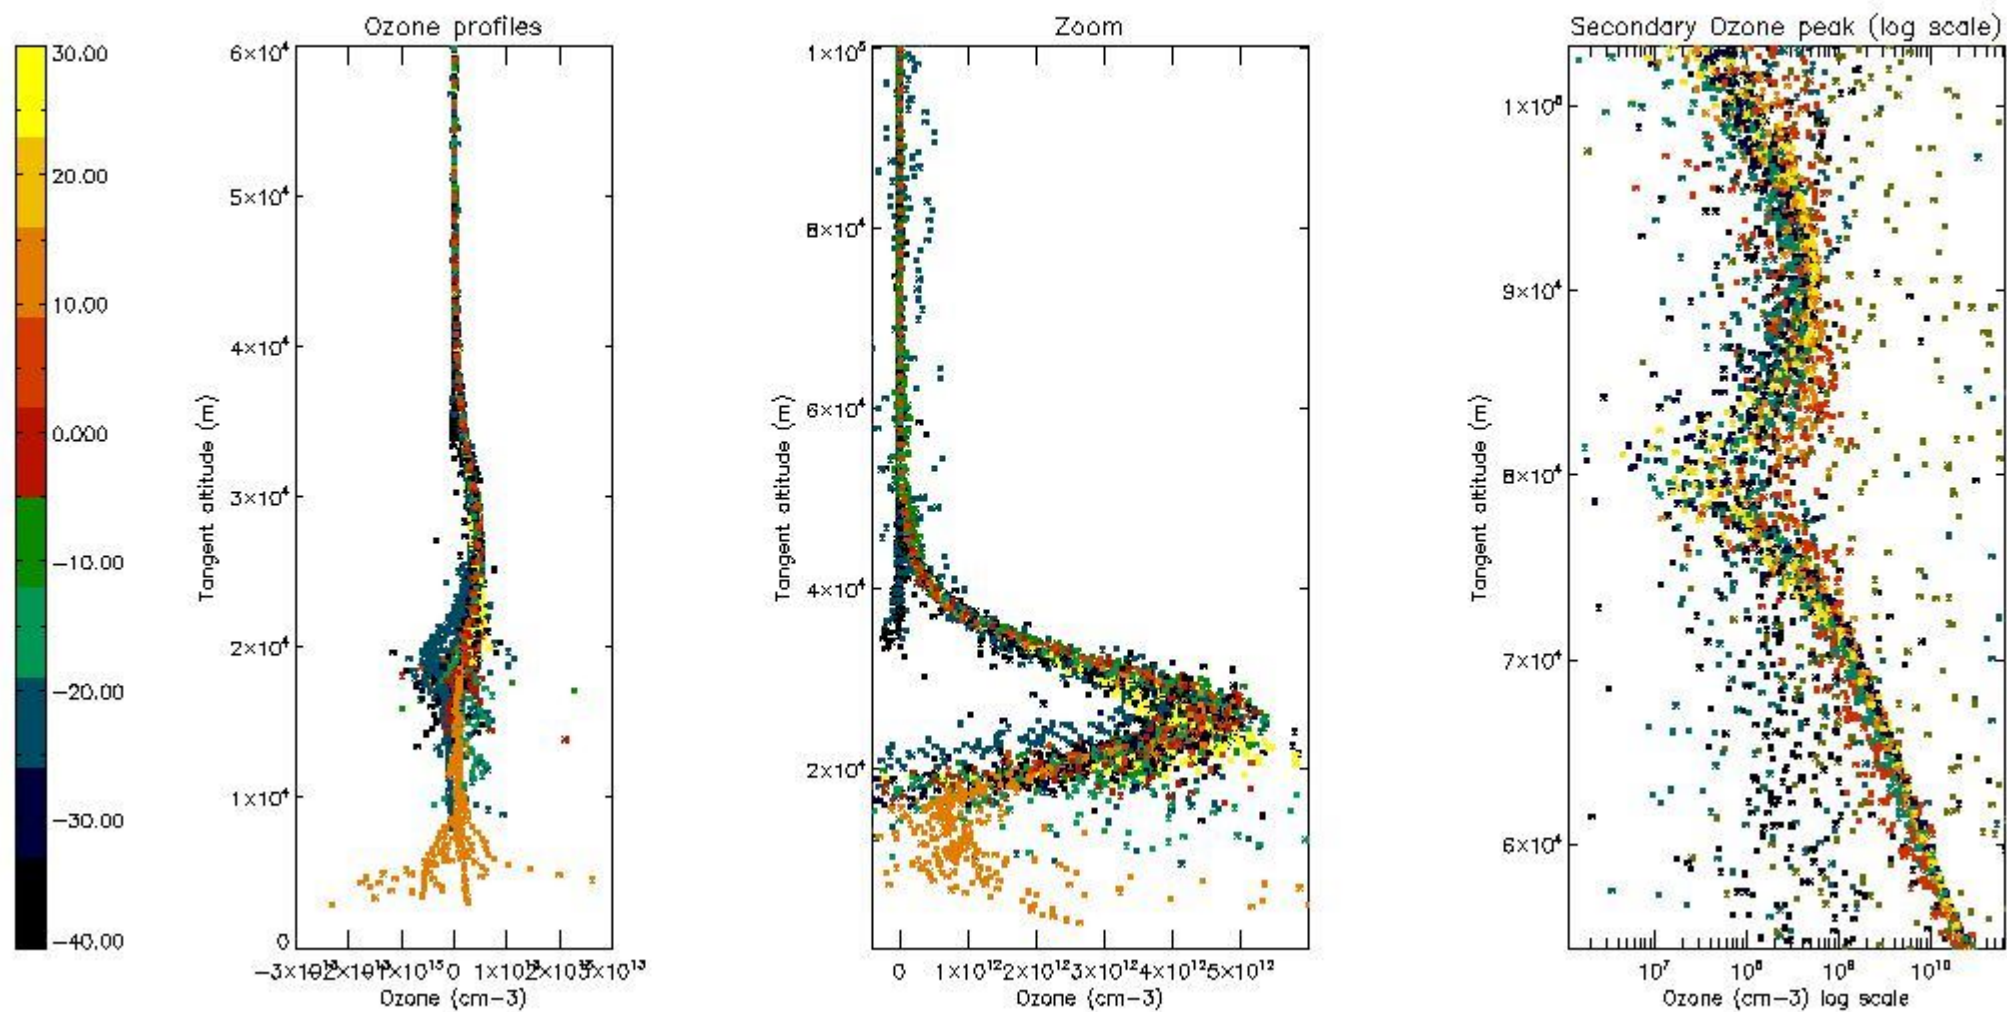 Ozone profiles
Zoom
Secondary Ozone peak (log scale)
30.00
20.00
10.00
0.000
-10.00
-20.00
-30.00
-40.00
6×10⁴
5×10⁴
4×10⁴
3×10⁴
2×10⁴
1×10⁴
0
Tangent altitude (m)
0
Ozone (cm-3)
1×10⁵
8×10⁴
6×10⁴
4×10⁴
2×10⁴
Tangent altitude (m)
0 1×10¹² 2×10¹² 3×10¹² 4×10¹² 5×10¹²
Ozone (cm-3)
9×10⁴
8×10⁴
7×10⁴
6×10⁴
Tangent altitude (m)
10⁷ 10⁸ 10⁹ 10¹⁰
Ozone (cm-3) log scale